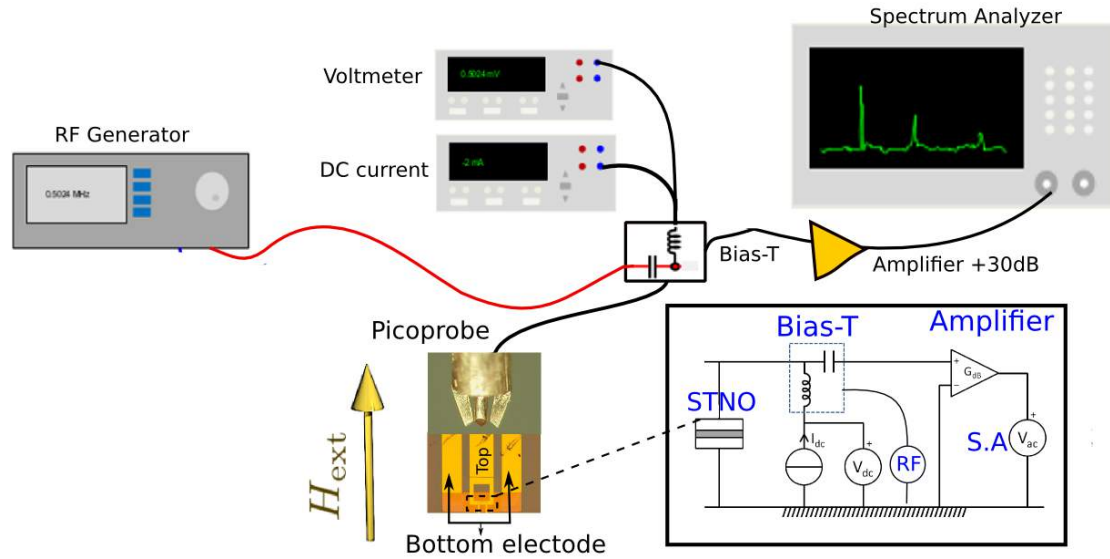 Spectrum Analyzer
Voltmeter
0.5024 mV
RF Generator
DC current
-2 mA
0.5024 MHz
Bias-T
Amplifier +30dB
Picoprobe
Bias-T
Amplifier
H_ext
Top
STNO
I_dc
V_dc
RF
G_dB
+
−
+
+
S.A
V_ac
Bottom electode